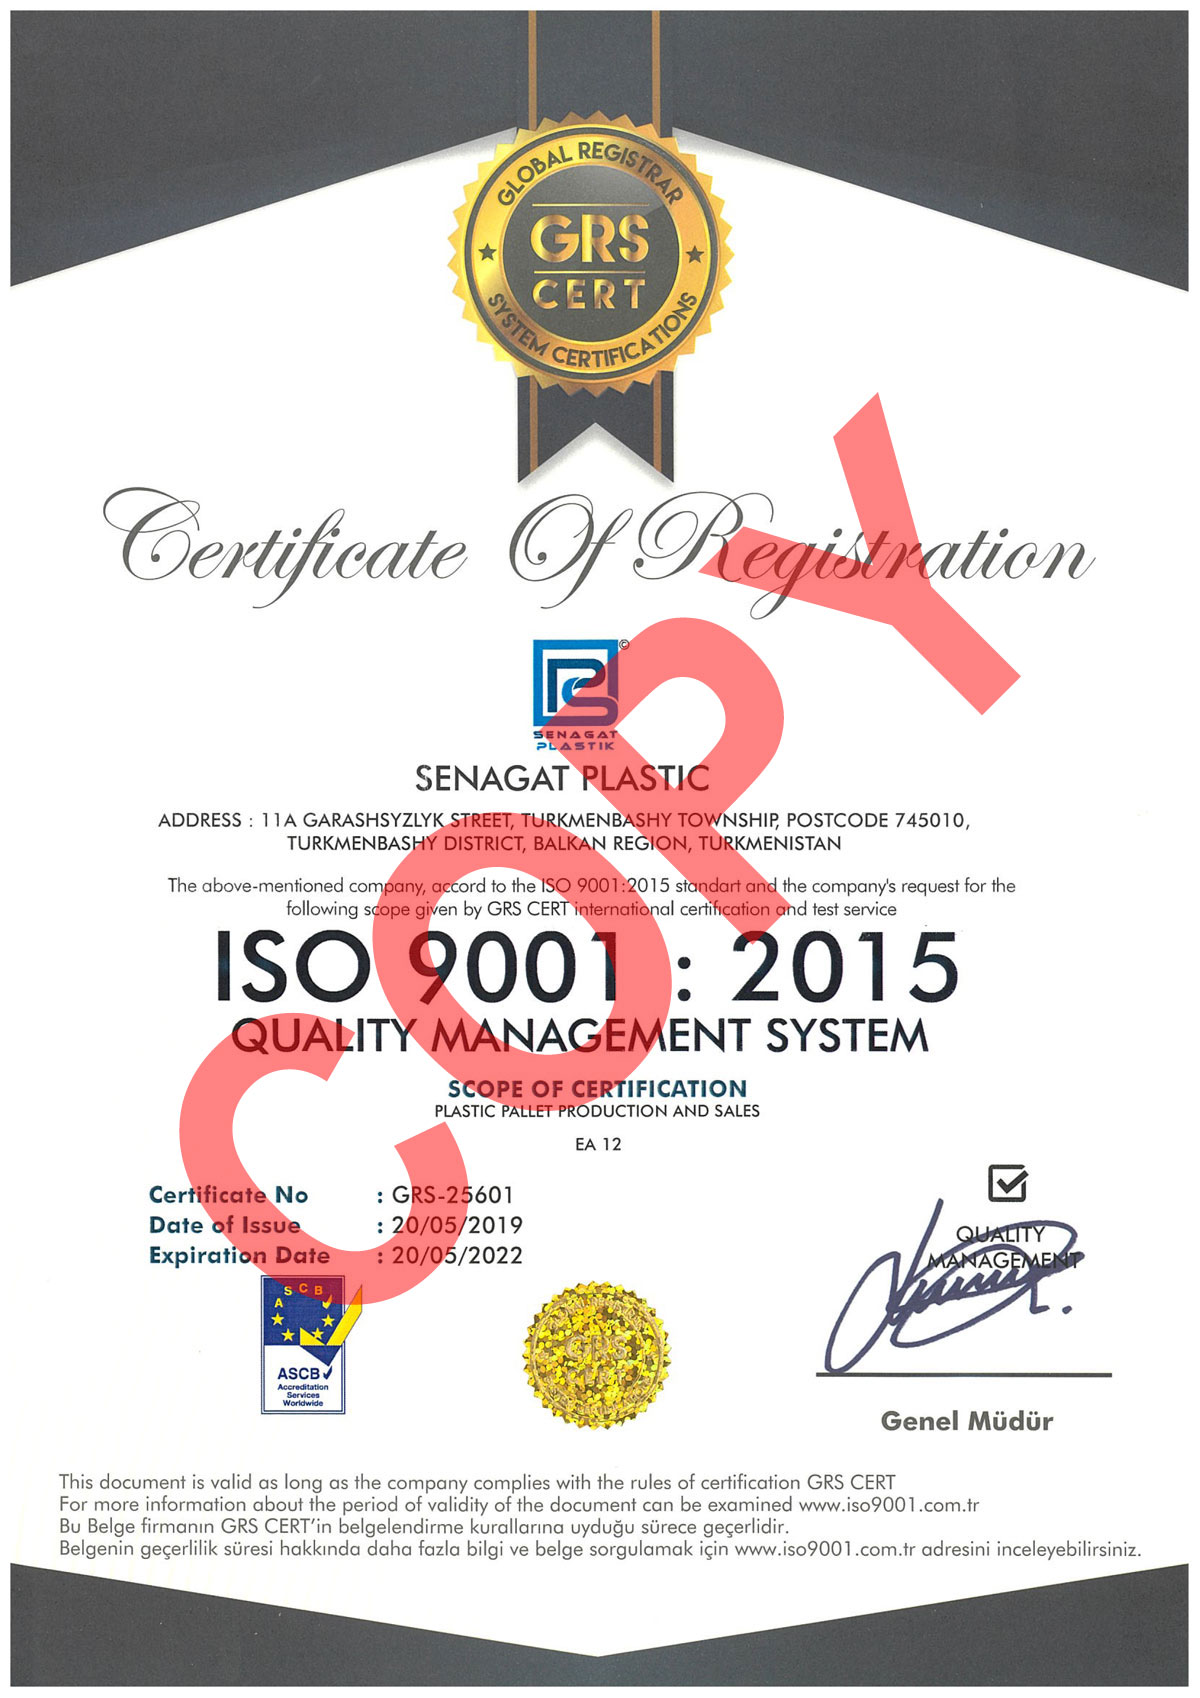 GLOBAL REGISTRAR
GRS
CERT
SYSTEM CERTIFICATIONS
Certificate Of Registration
©
SENAGAT
PLASTIK
SENAGAT PLASTIC
ADDRESS : 11A GARASHSYZLYK STREET, TURKMENBASHY TOWNSHIP, POSTCODE 745010,
TURKMENBASHY DISTRICT, BALKAN REGION, TURKMENISTAN
The above-mentioned company, accord to the ISO 9001:2015 standart and the company's request for the
following scope given by GRS CERT international certification and test service
ISO 9001 : 2015
QUALITY MANAGEMENT SYSTEM
SCOPE OF CERTIFICATION
PLASTIC PALLET PRODUCTION AND SALES
EA 12
Certificate No : GRS-25601
Date of Issue : 20/05/2019
Expiration Date : 20/05/2022
QUALITY
MANAGEMENT
ASCB
ASCB
Accreditation
Services
Worldwide
GRS
CERT
Genel Müdür
This document is valid as long as the company complies with the rules of certification GRS CERT
For more information about the period of validity of the document can be examined www.iso9001.com.tr
Bu Belge firmanın GRS CERT'in belgelendirme kurallarına uyduğu sürece geçerlidir.
Belgenin geçerlilik süresi hakkında daha fazla bilgi ve belge sorgulamak için www.iso9001.com.tr adresini inceleyebilirsiniz.
COPY